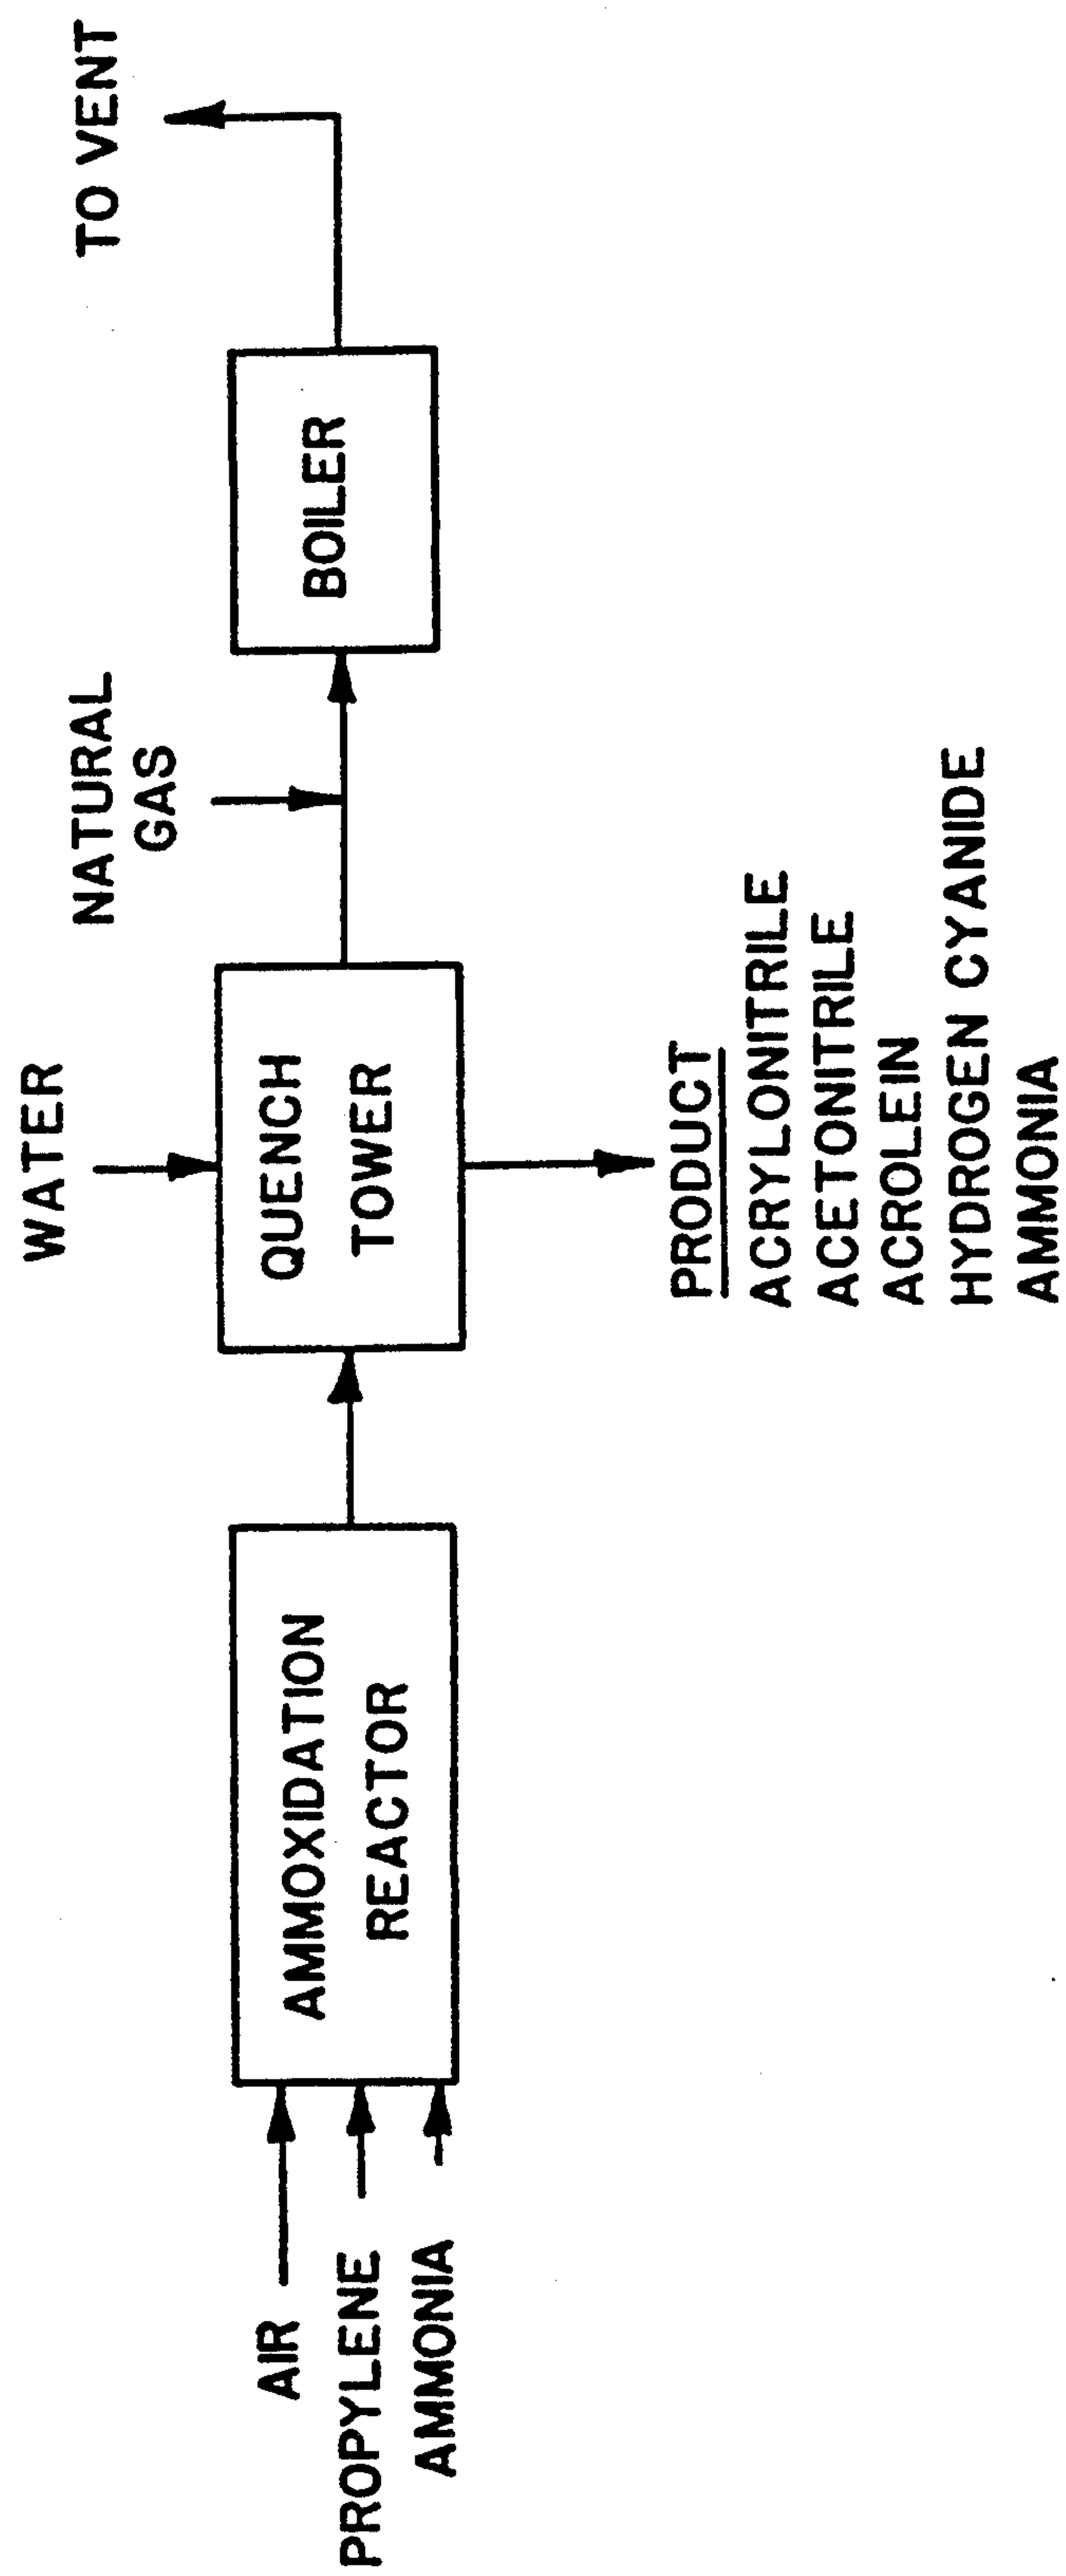 AIR
PROPYLENE
AMMONIA
AMMOXIDATION
REACTOR
WATER
QUENCH
TOWER
PRODUCT
ACRYLONITRILE
ACETONITRILE
ACROLEIN
HYDROGEN CYANIDE
AMMONIA
NATURAL
GAS
BOILER
TO VENT